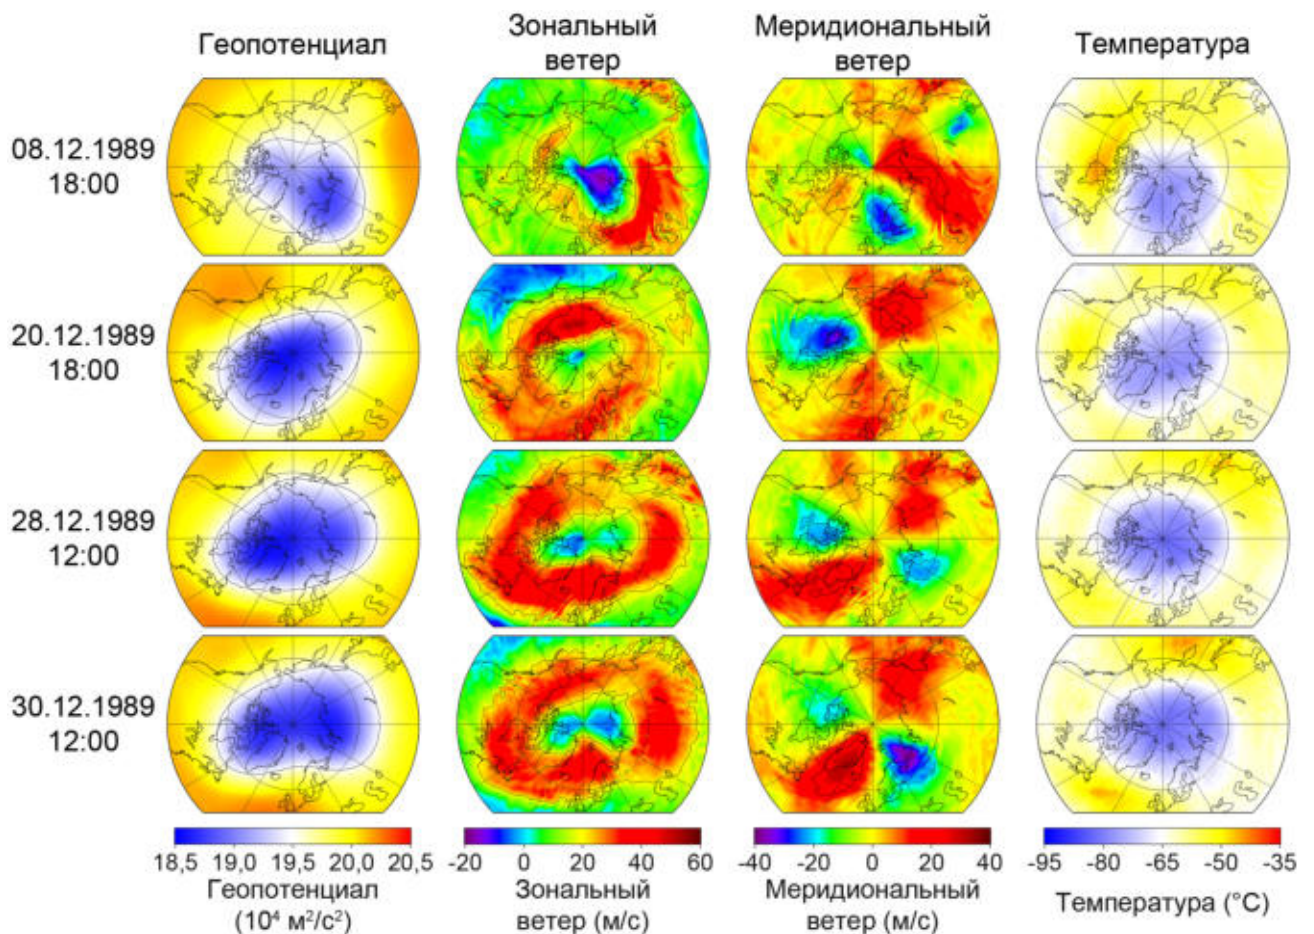 Геопотенциал
Зональный
ветер
Меридиональный
ветер
Температура
08.12.1989
18:00
20.12.1989
18:00
28.12.1989
12:00
30.12.1989
12:00
18,5 19,0 19,5 20,0 20,5
Геопотенциал
(10⁴ м²/с²)
-20 0 20 40 60
Зональный
ветер (м/с)
-40 -20 0 20 40
Меридиональный
ветер (м/с)
-95 -80 -65 -50 -35
Температура (°C)